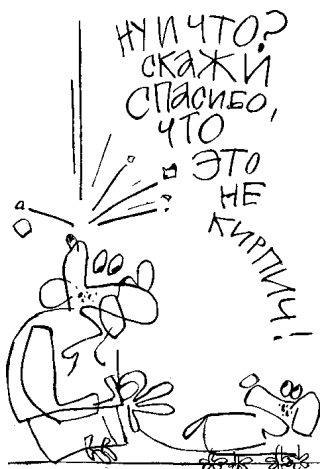 НУ И ЧТО?
СКАЖИ
СПАСИБО,
ЧТО
ЭТО
НЕ
КИРПИЧ!